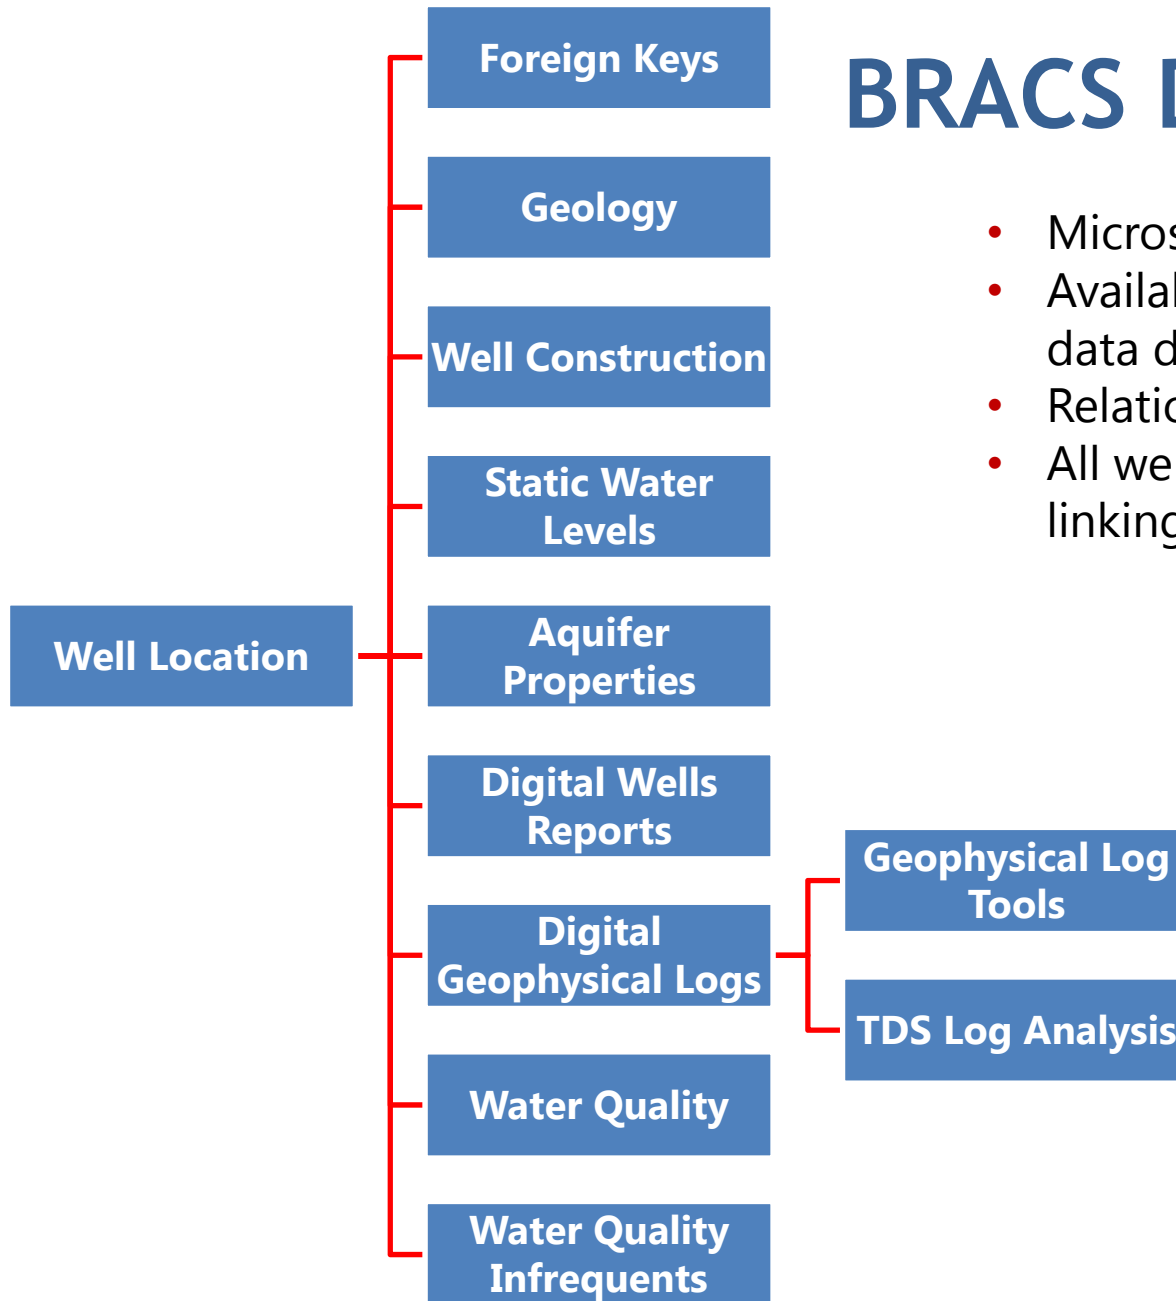 BRACS
Micros
Availa
data d
Relatio
All we
linking
Foreign Keys
Geology
Well Construction
Static Water
Levels
Well Location
Aquifer
Properties
Digital Wells
Reports
Digital
Geophysical Logs
Geophysical Log
Tools
TDS Log Analysis
Water Quality
Water Quality
Infrequents